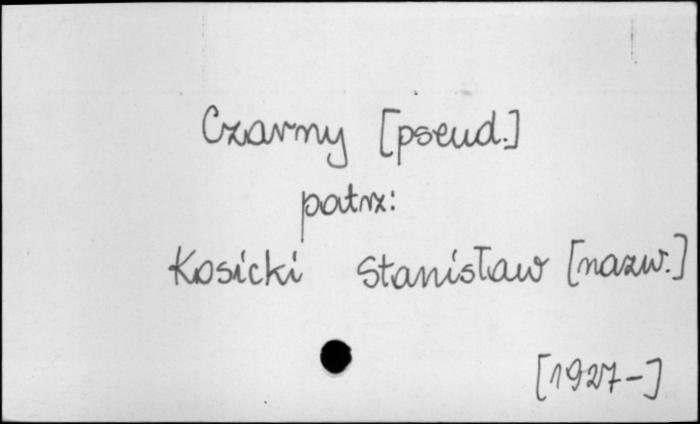 Czarny [pseud.]
patrz:
Kosicki Stanisław [nazw.]
[1927-]